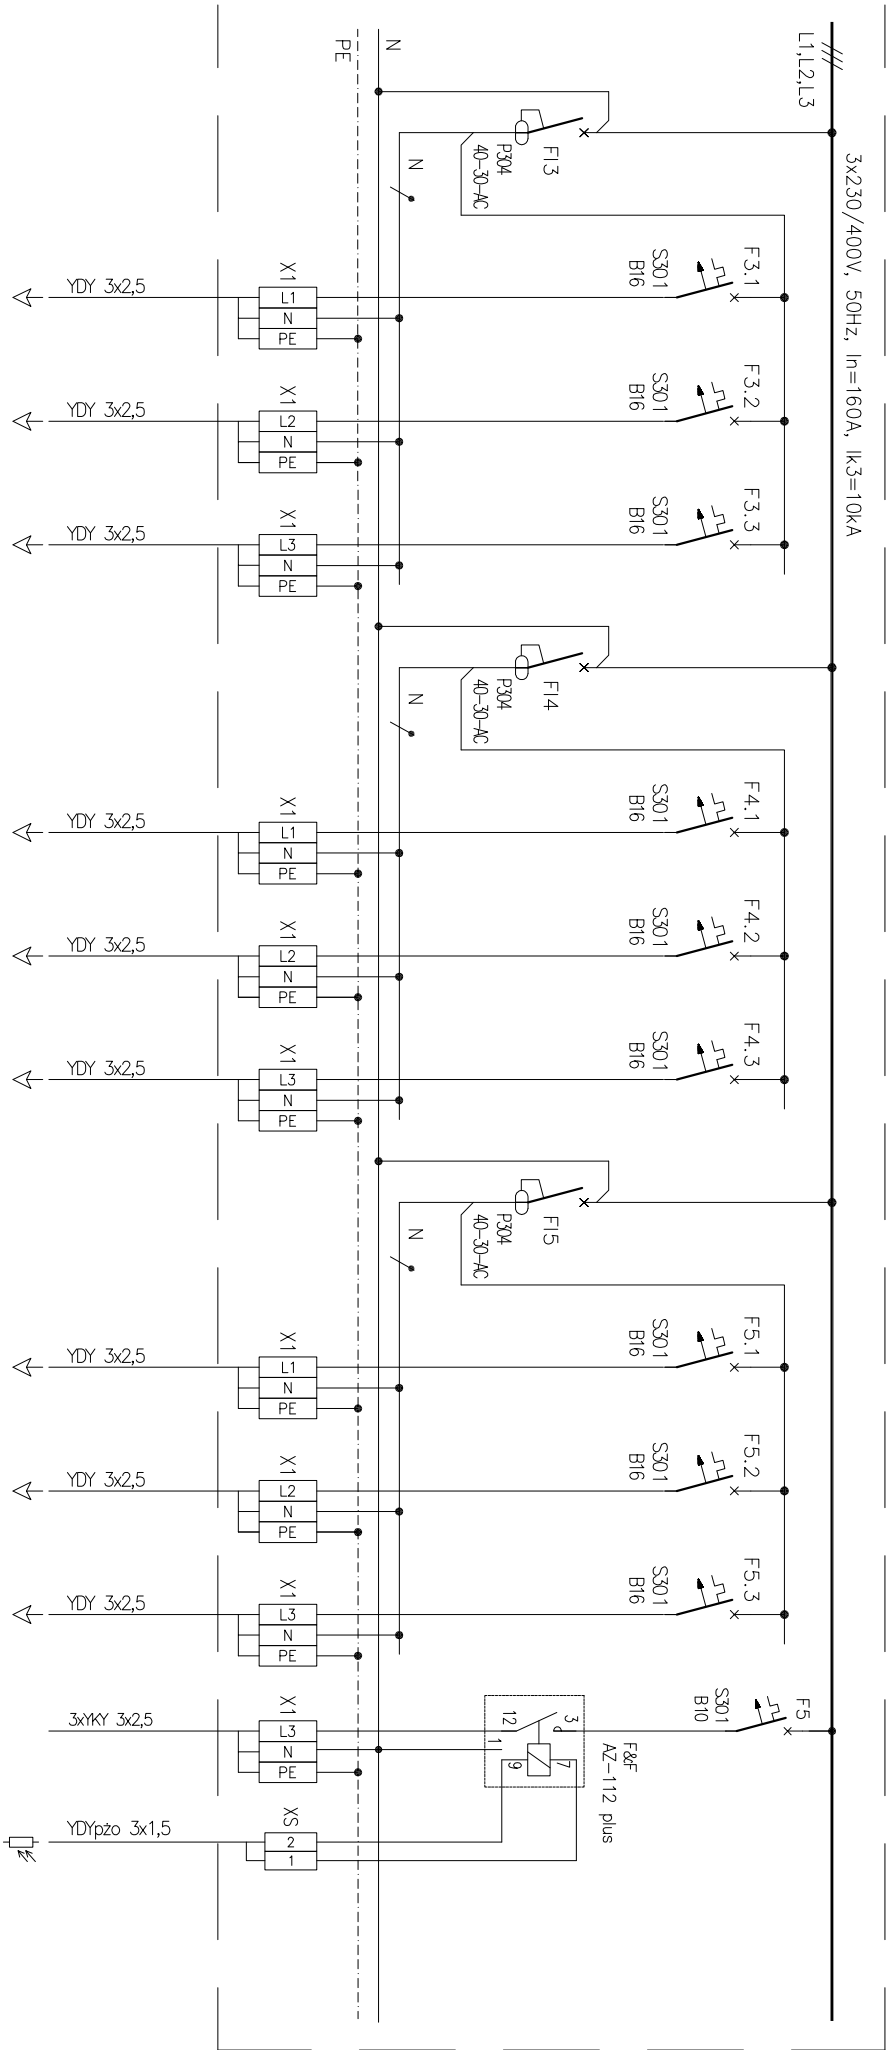 L1,L2,L3
3x230/400V, 50Hz, In=160A, Ik3=10kA
N
PE
FI3
P304
40-30-AC
N
F3.1
S301
B16
X1
L1
N
PE
YDY 3x2,5
F3.2
S301
B16
X1
L2
N
PE
YDY 3x2,5
F3.3
S301
B16
X1
L3
N
PE
YDY 3x2,5
FI4
P304
40-30-AC
N
F4.1
S301
B16
X1
L1
N
PE
YDY 3x2,5
F4.2
S301
B16
X1
L2
N
PE
YDY 3x2,5
F4.3
S301
B16
X1
L3
N
PE
YDY 3x2,5
FI5
P304
40-30-AC
N
F5.1
S301
B16
X1
L1
N
PE
YDY 3x2,5
F5.2
S301
B16
X1
L2
N
PE
YDY 3x2,5
F5.3
S301
B16
X1
L3
N
PE
YDY 3x2,5
F5
S301
B10
F&F
AZ-112 plus
3
12
1
7
9
X1
L3
N
PE
3xYKY 3x2,5
XS
2
1
YDYpżo 3x1,5